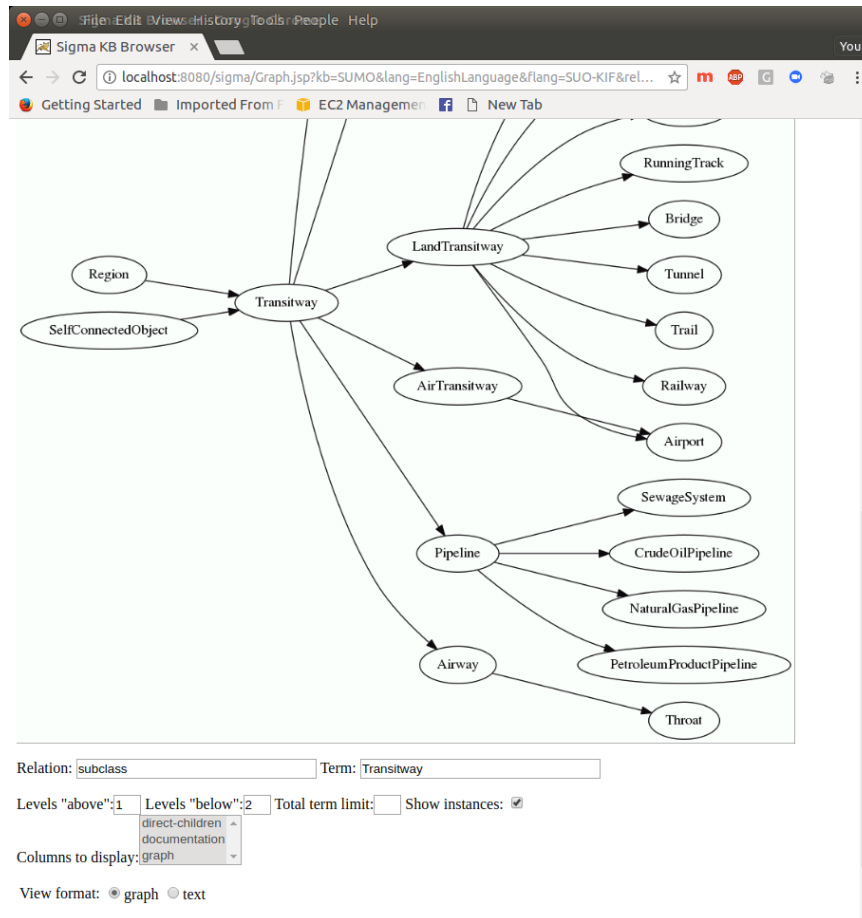 File Edit View History Tools People Help
Sigma KB Browser ×
You
localhost:8080/sigma/Graph.jsp?kb=SUMO&lang=EnglishLanguage&flang=SUO-KIF&rel...
m ABP G
Getting Started Imported From F EC2 Managemen f New Tab
RunningTrack
Bridge
LandTransitway
Region
Tunnel
Transitway
SelfConnectedObject
Trail
AirTransitway
Railway
Airport
SewageSystem
Pipeline
CrudeOilPipeline
NaturalGasPipeline
Airway
PetroleumProductPipeline
Throat
Relation: subclass Term: Transitway
Levels "above": 1 Levels "below": 2 Total term limit: Show instances:
direct-children
documentation
Columns to display: graph
View format: graph text